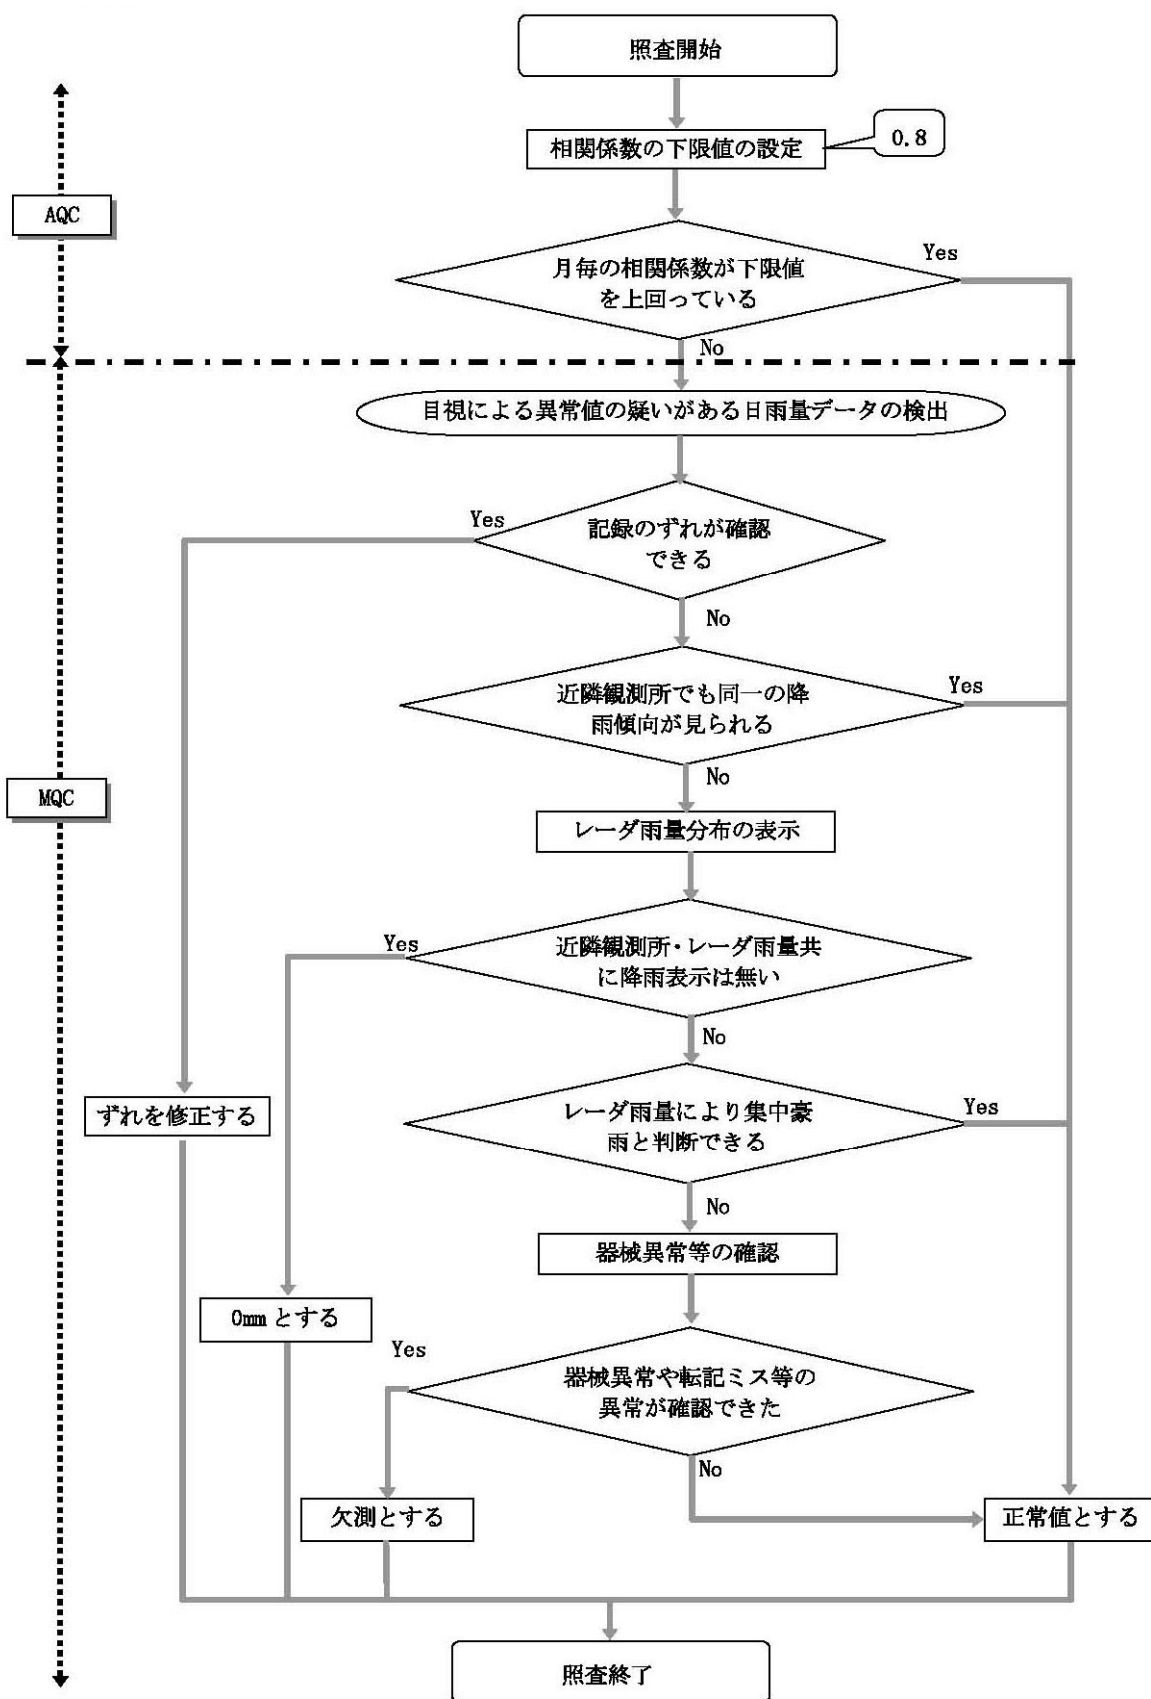 照査開始
相関係数の下限値の設定
0.8
AQC
月毎の相関係数が下限値
を上回っている
Yes
No
目視による異常値の疑いがある日雨量データの検出
Yes
記録のずれが確認
できる
No
近隣観測所でも同一の降
雨傾向が見られる
Yes
No
MQC
レーダ雨量分布の表示
Yes
近隣観測所・レーダ雨量共
に降雨表示は無い
No
ずれを修正する
レーダ雨量により集中豪
雨と判断できる
Yes
No
器械異常等の確認
0mmとする
Yes
器械異常や転記ミス等の
異常が確認できた
No
欠測とする
正常値とする
照査終了